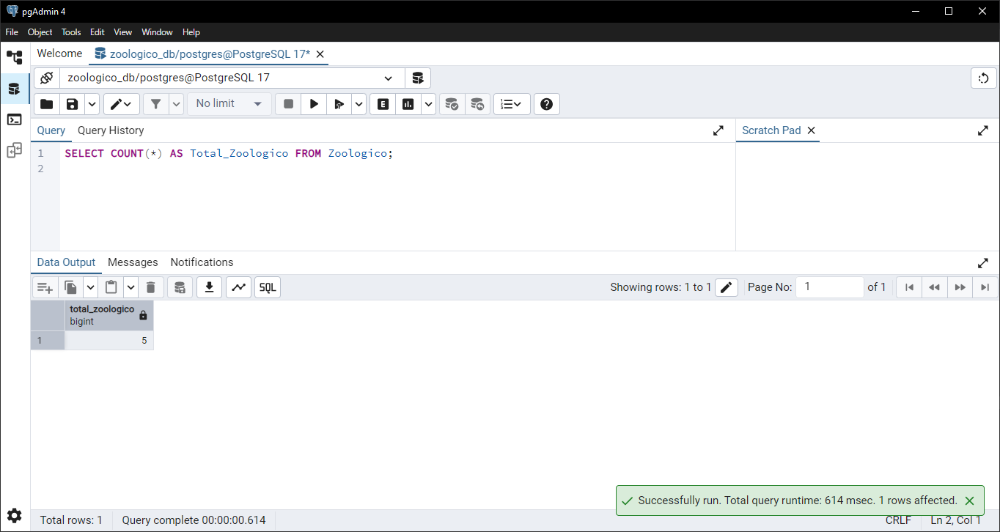 pgAdmin 4
File Object Tools Edit View Window Help
Welcome zoologico_db/postgres@PostgreSQL 17*
zoologico_db/postgres@PostgreSQL 17
No limit E
Query Query History Scratch Pad
1 SELECT COUNT(*) AS Total_Zoologico FROM Zoologico;
2
Data Output Messages Notifications
SQL Showing rows: 1 to 1 Page No: 1 of 1
total_zoologico
bigint
1 5
Successfully run. Total query runtime: 614 msec. 1 rows affected.
Total rows: 1 Query complete 00:00:00.614 CRLF Ln 2, Col 1